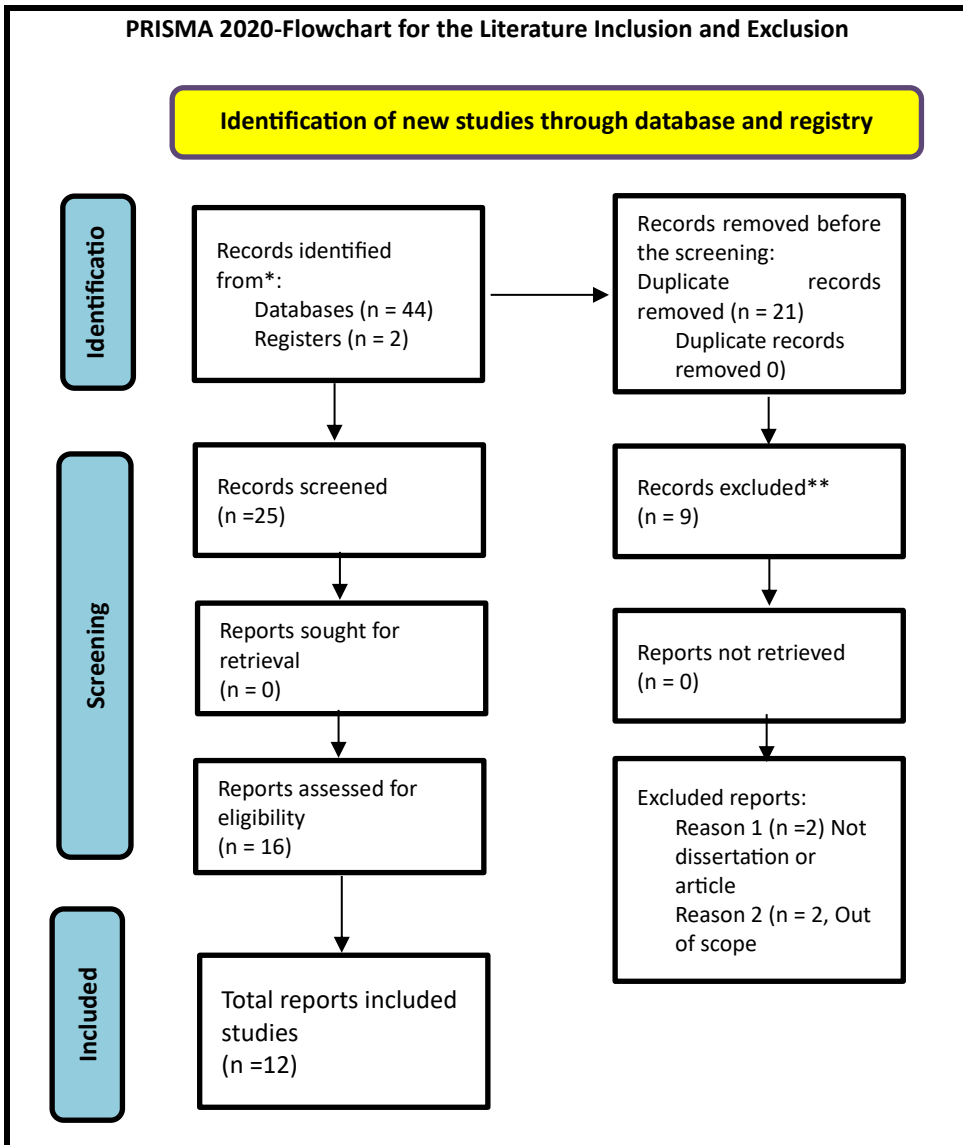 PRISMA 2020-Flowchart for the Literature Inclusion and Exclusion
Identification of new studies through database and registry
Identificatio
Records identified
from*:
Databases (n = 44)
Registers (n = 2)
Records removed before
the screening:
Duplicate records
removed (n = 21)
Duplicate records
removed 0)
Screening
Records screened
(n =25)
Records excluded**
(n = 9)
Reports sought for
retrieval
(n = 0)
Reports not retrieved
(n = 0)
Reports assessed for
eligibility
(n = 16)
Excluded reports:
Reason 1 (n =2) Not
dissertation or
article
Reason 2 (n = 2, Out
of scope
Included
Total reports included
studies
(n =12)